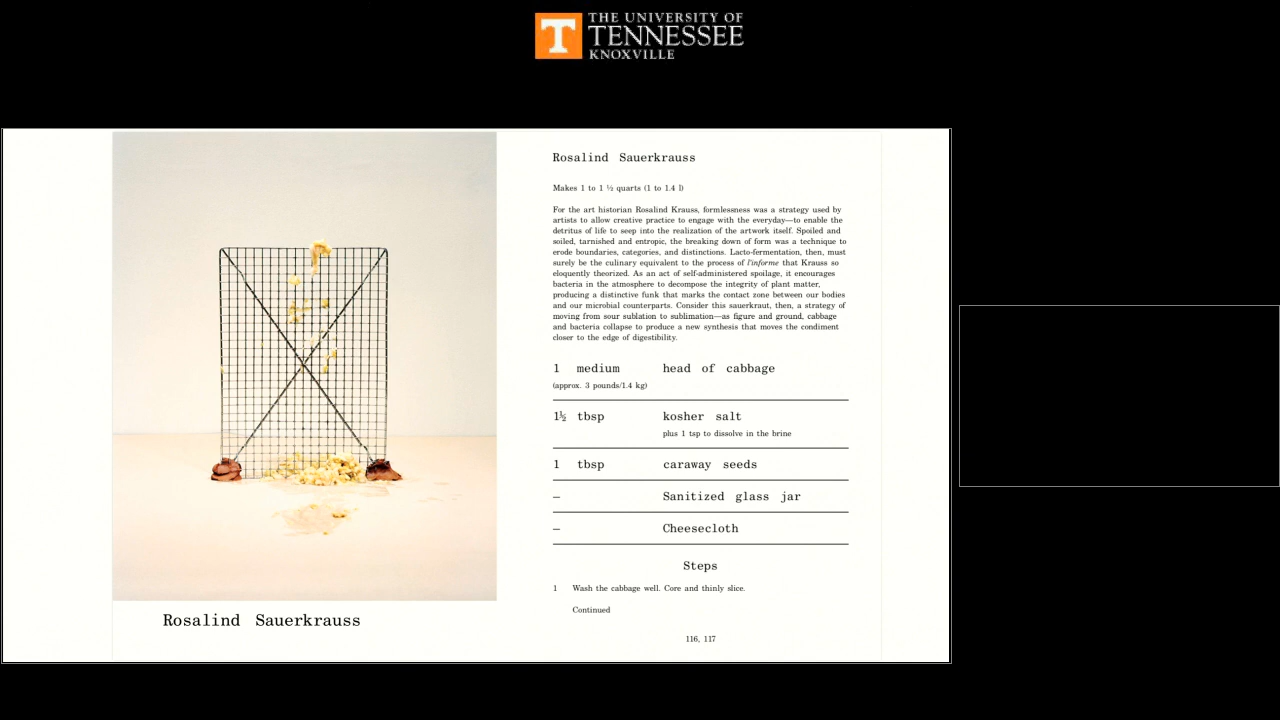 THE UNIVERSITY OF
T TENNESSEE
KNOXVILLE
Rosalind Sauerkrauss
Rosalind Sauerkrauss
Makes 1 to 1 ½ quarts (1 to 1.4 l)
For the art historian Rosalind Krauss, formlessness was a strategy used by
artists to allow creative practice to engage with the everyday—to enable the
detritus of life to seep into the realization of the artwork itself. Spoiled and
soiled, tarnished and entropic, the breaking down of form was a technique to
erode boundaries, categories, and distinctions. Lacto-fermentation, then, must
surely be the culinary equivalent to the process of l'informe that Krauss so
eloquently theorized. As an act of self-administered spoilage, it encourages
bacteria in the atmosphere to decompose the integrity of plant matter,
producing a distinctive funk that marks the contact zone between our bodies
and our microbial counterparts. Consider this sauerkraut, then, a strategy of
moving from sour sublation to sublimation—as figure and ground, cabbage
and bacteria collapse to produce a new synthesis that moves the condiment
closer to the edge of digestibility.
1 medium head of cabbage
(approx. 3 pounds/1.4 kg)
1½ tbsp kosher salt
plus 1 tsp to dissolve in the brine
1 tbsp caraway seeds
— Sanitized glass jar
— Cheesecloth
Steps
1 Wash the cabbage well. Core and thinly slice.
Continued
116, 117